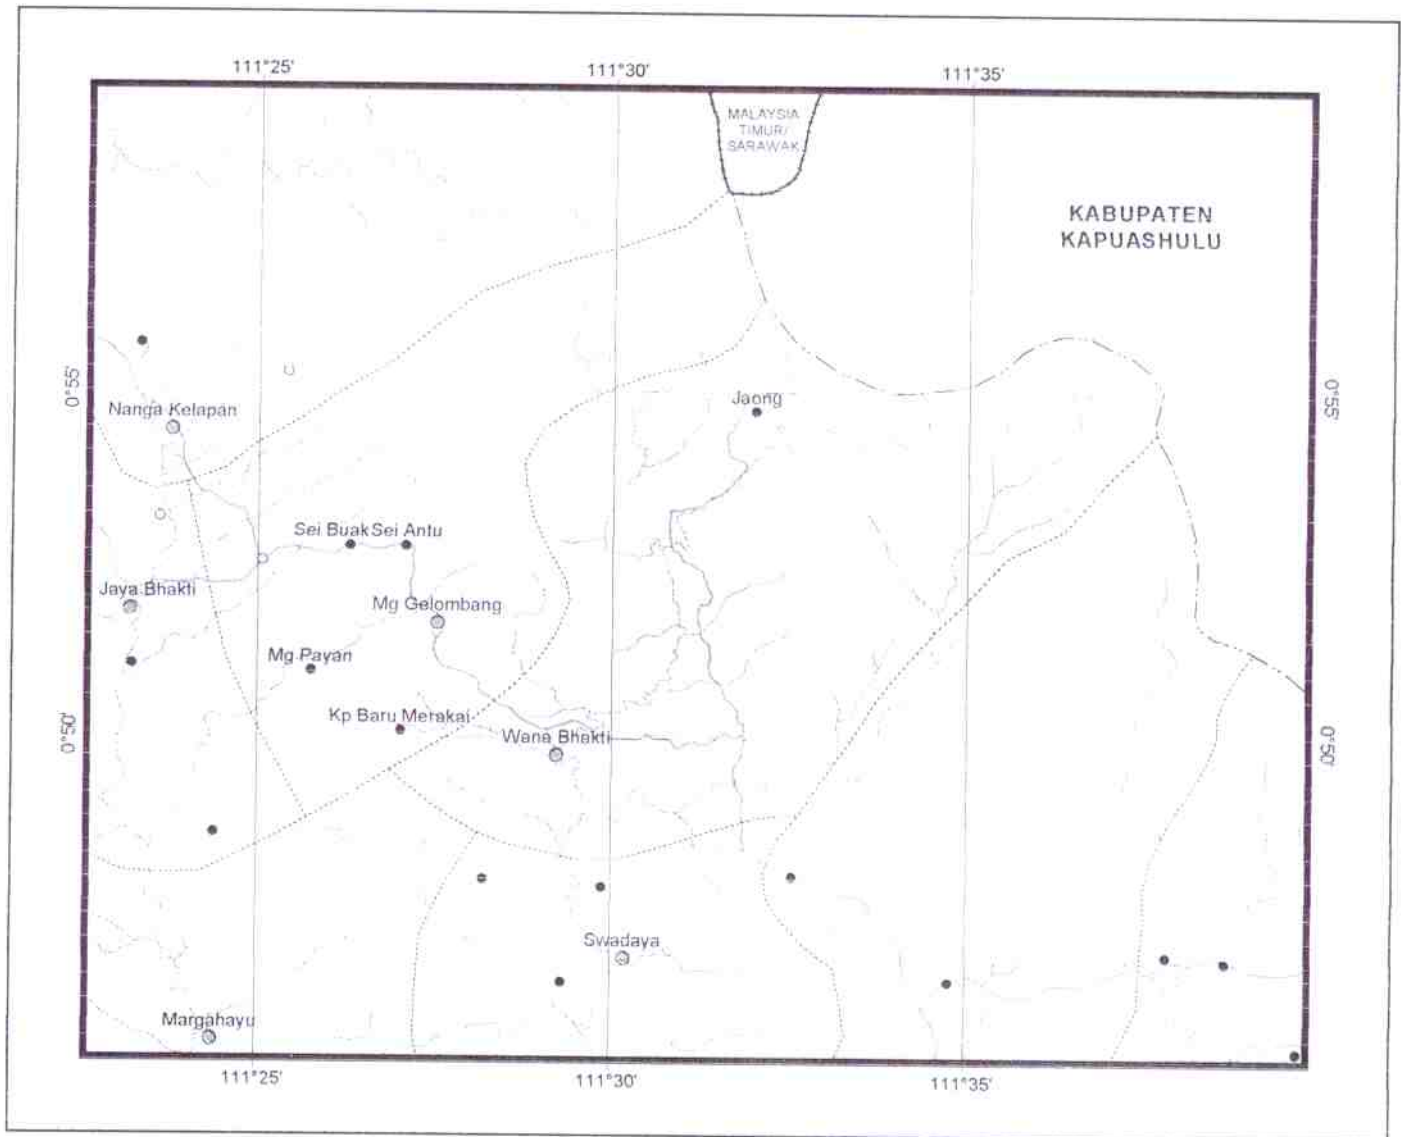 111°25'
111°30'
111°35'
MALAYSIA
TIMUR/
SARAWAK
KABUPATEN
KAPUASHULU
0°55'
0°55'
Nanga Kelapan
Jaong
Sei Buak
Sei Antu
Jaya Bhakti
Mg Gelombang
Mg Payan
Kp Baru Merakai
Wana Bhakti
0°50'
0°50'
Swadaya
Margahayu
111°25'
111°30'
111°35'